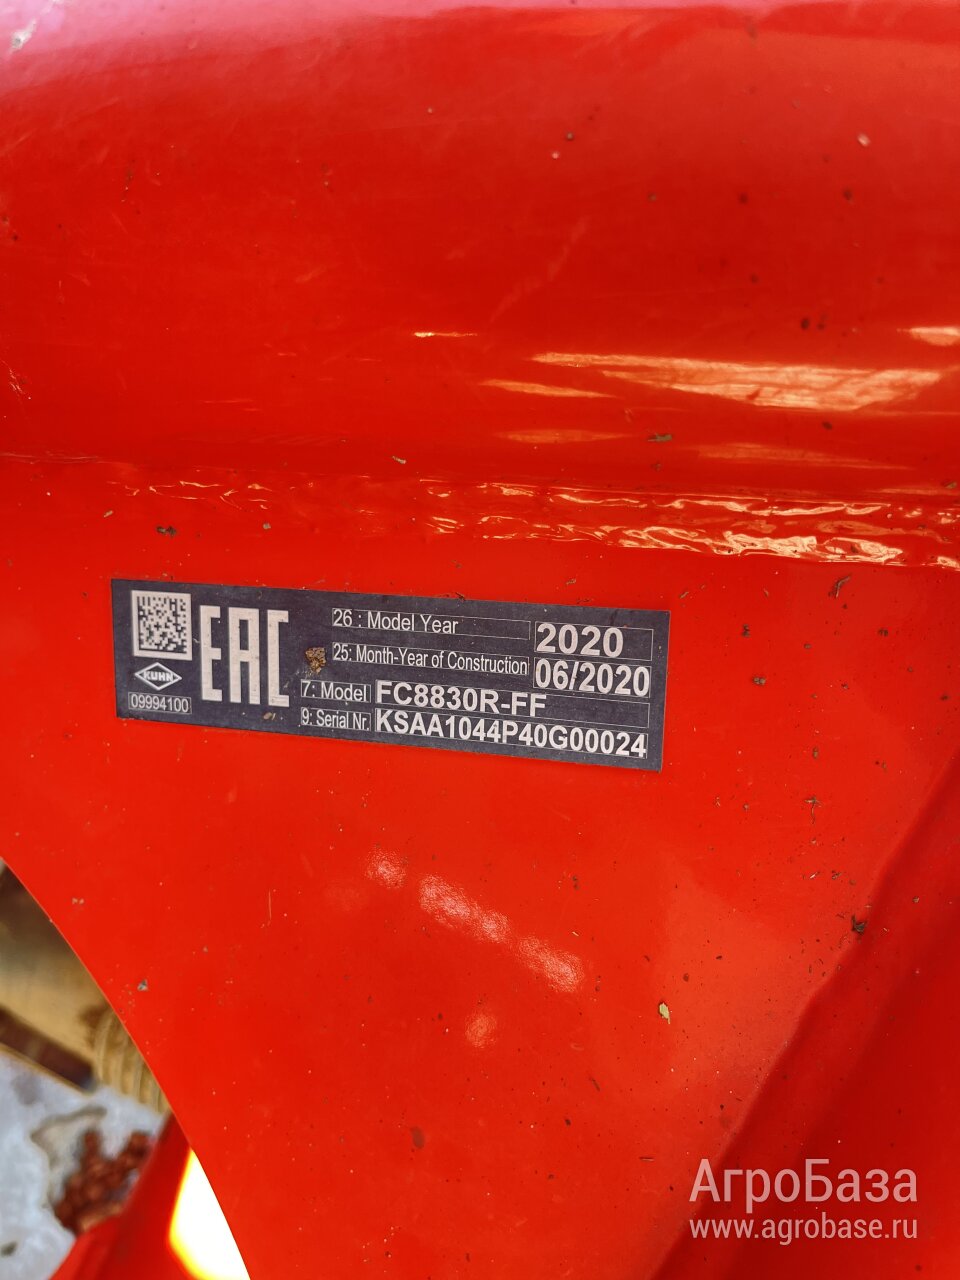 KUHN
09994100
EAC
26 : Model Year 2020
25: Month-Year of Construction 06/2020
7: Model FC8830R-FF
9: Serial Nr. KSAA1044P40G00024
АгроБаза
www.agrobase.ru